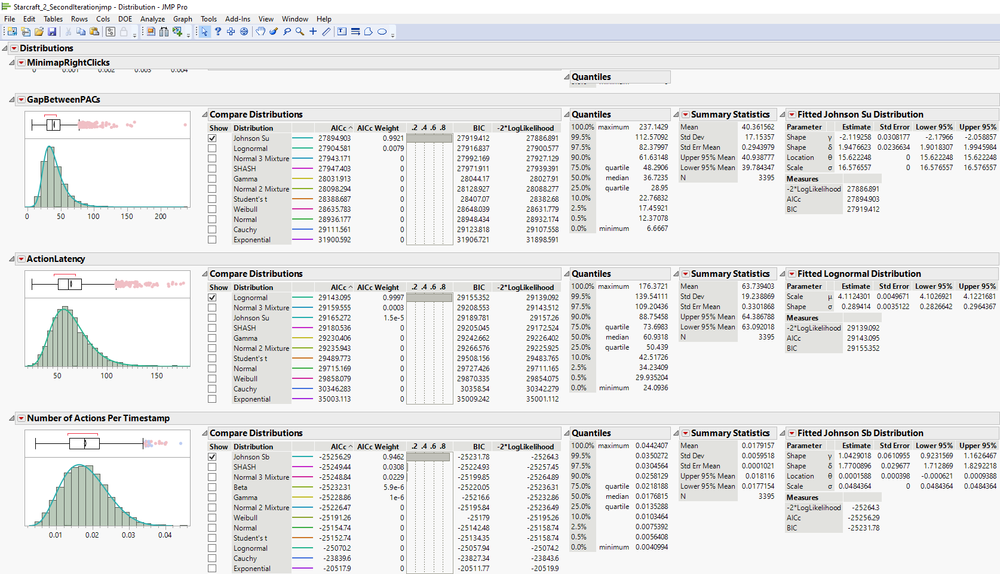 Starcraft_2_SecondIterationjmp - Distribution - JMP Pro
File Edit Tables Rows Cols DOE Analyze Graph Tools Add-Ins View Window Help
Distributions
MinimapRightClicks
0 0.001 0.002 0.003 0.004
Quantiles
GapBetweenPACs
0 50 100 150 200
Compare Distributions
Show Distribution AICc AICc Weight .2 .4 .6 .8 BIC -2*LogLikelihood
Johnson Su 27894.903 0.9921 27919.412 27886.891
Lognormal 27904.581 0.0079 27916.837 27900.577
Normal 3 Mixture 27943.171 0 27992.169 27927.129
SHASH 27947.403 0 27971.911 27939.391
Gamma 28031.913 0 28044.17 28027.91
Normal 2 Mixture 28098.294 0 28128.927 28088.277
Student's t 28388.687 0 28407.07 28382.68
Weibull 28635.783 0 28648.039 28631.779
Normal 28936.177 0 28948.434 28932.174
Cauchy 29111.561 0 29123.818 29107.558
Exponential 31900.592 0 31906.721 31898.591
Quantiles
100.0% maximum 237.1429
99.5% 112.57092
97.5% 82.37997
90.0% 61.63148
75.0% quartile 48.2906
50.0% median 36.7235
25.0% quartile 28.95
10.0% 22.76832
2.5% 17.45921
0.5% 12.37078
0.0% minimum 6.6667
Summary Statistics
Mean 40.361562
Std Dev 17.15357
Std Err Mean 0.2943979
Upper 95% Mean 40.938777
Lower 95% Mean 39.784347
N 3395
Fitted Johnson Su Distribution
Parameter Estimate Std Error Lower 95% Upper 95%
Shape γ -2.119258 0.0308177 -2.17966 -2.058857
Shape δ 1.9476623 0.0236634 1.9018307 1.9945984
Location θ 15.622248 0 15.622248 15.622248
Scale σ 16.576557 0 16.576557 16.576557
Measures
-2*LogLikelihood 27886.891
AICc 27894.903
BIC 27919.412
ActionLatency
50 100 150
Compare Distributions
Show Distribution AICc AICc Weight .2 .4 .6 .8 BIC -2*LogLikelihood
Lognormal 29143.095 0.9997 29155.352 29139.092
Normal 3 Mixture 29159.555 0.0003 29208.553 29143.512
Johnson Su 29165.272 1.5e-5 29189.781 29157.26
SHASH 29180.536 0 29205.045 29172.524
Gamma 29230.406 0 29242.662 29226.402
Normal 2 Mixture 29235.943 0 29266.576 29225.925
Student's t 29489.773 0 29508.156 29483.765
Normal 29715.169 0 29727.426 29711.165
Weibull 29858.079 0 29870.335 29854.075
Cauchy 30346.283 0 30358.54 30342.279
Exponential 35003.113 0 35009.242 35001.112
Quantiles
100.0% maximum 176.3721
99.5% 139.54111
97.5% 109.20436
90.0% 88.75458
75.0% quartile 73.6983
50.0% median 60.9318
25.0% quartile 50.439
10.0% 42.51726
2.5% 34.23409
0.5% 29.935204
0.0% minimum 24.0936
Summary Statistics
Mean 63.739403
Std Dev 19.238869
Std Err Mean 0.3301868
Upper 95% Mean 64.386788
Lower 95% Mean 63.092018
N 3395
Fitted Lognormal Distribution
Parameter Estimate Std Error Lower 95% Upper 95%
Scale μ 4.1124301 0.0049671 4.1026921 4.1221681
Shape σ 0.289414 0.0035122 0.2826642 0.2964367
Measures
-2*LogLikelihood 29139.092
AICc 29143.095
BIC 29155.352
Number of Actions Per Timestamp
0.01 0.02 0.03 0.04
Compare Distributions
Show Distribution AICc AICc Weight .2 .4 .6 .8 BIC -2*LogLikelihood
Johnson Sb -25256.29 0.9462 -25231.78 -25264.3
SHASH -25249.44 0.0308 -25224.93 -25257.45
Normal 3 Mixture -25248.84 0.0229 -25199.85 -25264.89
Beta -25232.31 5.9e-6 -25220.05 -25236.31
Gamma -25228.86 1e-6 -25216.6 -25232.86
Normal 2 Mixture -25226.47 0 -25195.84 -25236.49
Weibull -25191.26 0 -25179 -25195.26
Normal -25154.74 0 -25142.48 -25158.74
Student's t -25152.74 0 -25134.35 -25158.74
Lognormal -25070.2 0 -25057.94 -25074.2
Cauchy -23839.6 0 -23827.34 -23843.6
Exponential -20517.9 0 -20511.77 -20519.9
Quantiles
100.0% maximum 0.0442407
99.5% 0.0350272
97.5% 0.0304564
90.0% 0.0258129
75.0% quartile 0.0218188
50.0% median 0.0176815
25.0% quartile 0.0135288
10.0% 0.0103464
2.5% 0.0075392
0.5% 0.0056408
0.0% minimum 0.0040994
Summary Statistics
Mean 0.0179157
Std Dev 0.0059518
Std Err Mean 0.0001021
Upper 95% Mean 0.018116
Lower 95% Mean 0.0177154
N 3395
Fitted Johnson Sb Distribution
Parameter Estimate Std Error Lower 95% Upper 95%
Shape γ 1.0429018 0.0610955 0.9231569 1.1626467
Shape δ 1.7700896 0.029677 1.712869 1.8292218
Location θ 0.0001588 0.000398 -0.000621 0.0009388
Scale σ 0.0484364 0 0.0484364 0.0484364
Measures
-2*LogLikelihood -25264.3
AICc -25256.29
BIC -25231.78